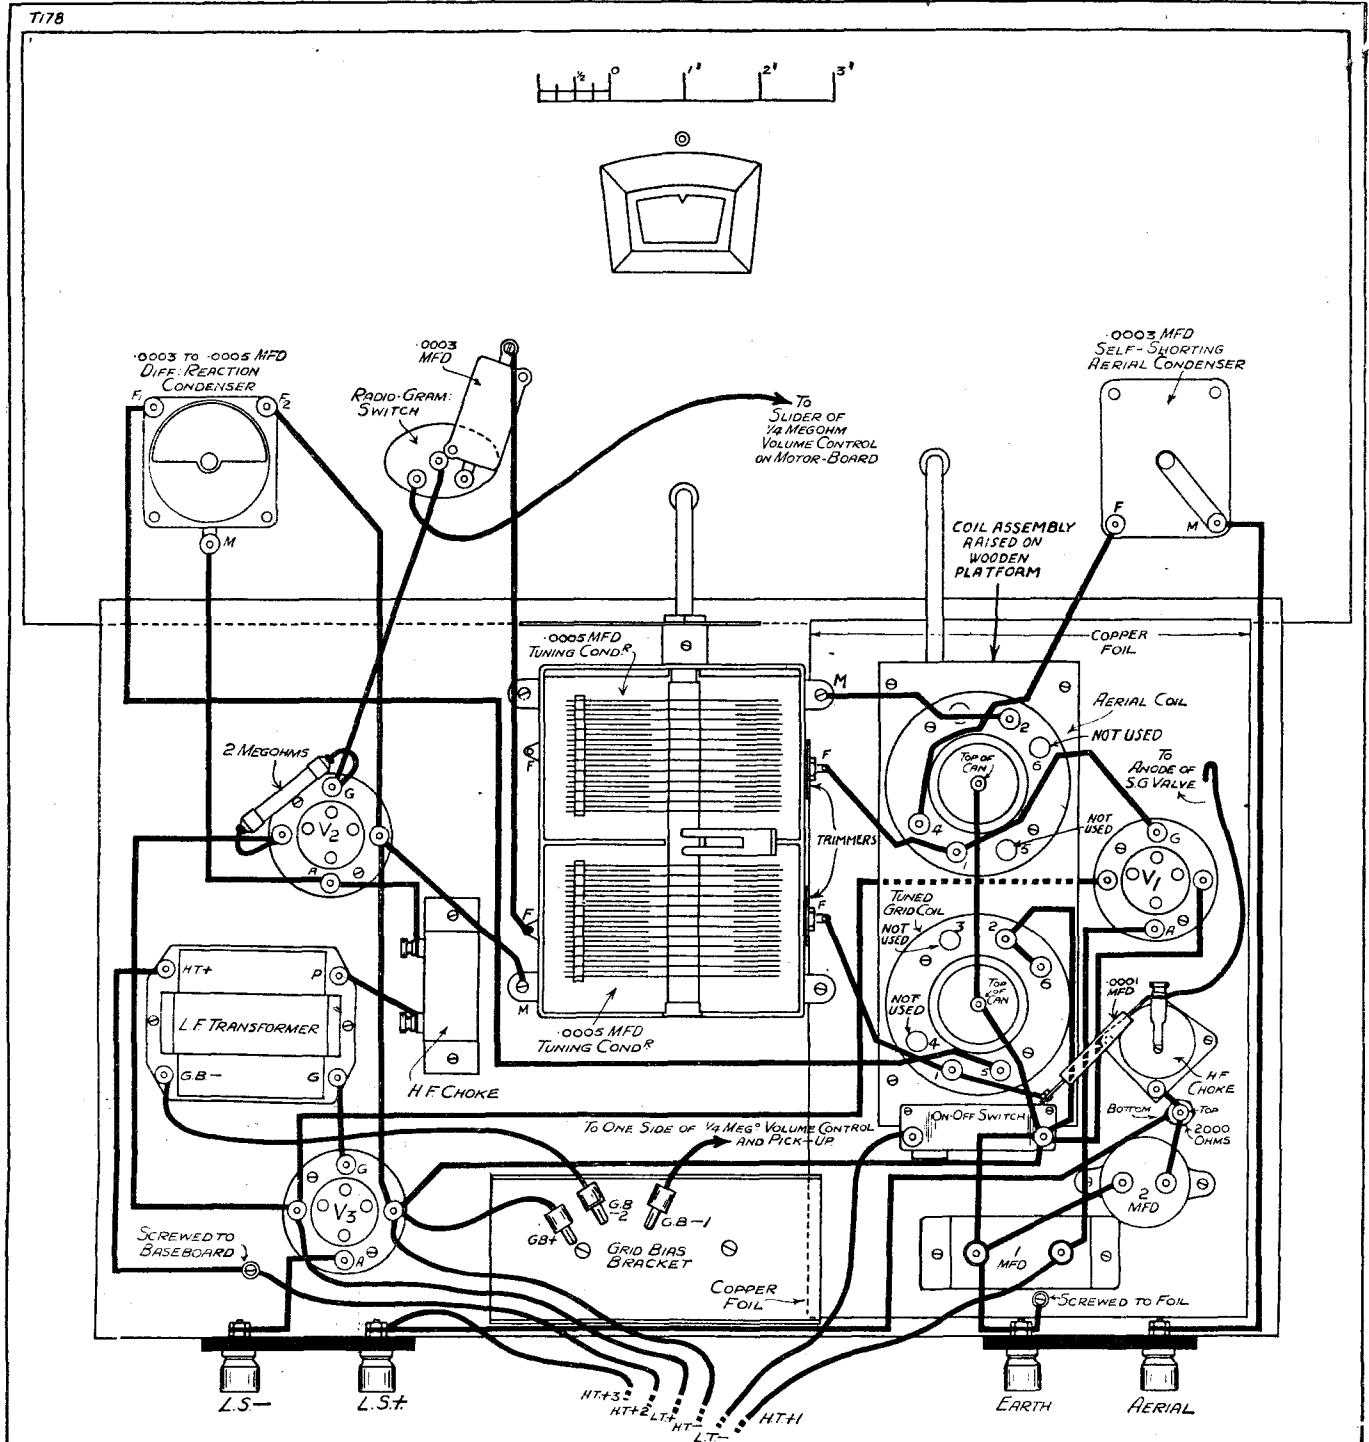 T178
½ 0 1" 2" 3"
.0003 TO .0005 MFD
DIFF: REACTION
CONDENSER
F1
F2
M
.0003
MFD
RADIO-GRAM:
SWITCH
TO
SLIDER OF
¼ MEGOHM
VOLUME CONTROL
ON MOTOR-BOARD
.0003 MFD
SELF-SHORTING
AERIAL CONDENSER
F
M
COIL ASSEMBLY
RAISED ON
WOODEN
PLATFORM
COPPER
FOIL
.0005 MFD
TUNING CONDR
M
F
F
AERIAL COIL
NOT USED
2
6
TOP OF
CAN
4
1
5
NOT
USED
TO
ANODE OF
S.G VALVE
2 MEGOHMS
G
V2
A
TRIMMERS
G
V1
A
F
F
M
TUNED
GRID COIL
NOT
USED
3
2
6
TOP
OF
CAN
NOT
USED
4
1
5
.0001
MFD
HT+
P
L.F TRANSFORMER
G.B-
G
H.F. CHOKE
.0005 MFD
TUNING CONDR
H.F.
CHOKE
BOTTOM
TOP
2000
OHMS
ON-OFF SWITCH
TO ONE SIDE OF ¼ MEGO VOLUME CONTROL
AND PICK-UP
2
MFD
G
V3
A
SCREWED TO
BASEBOARD
GB+
G.B
-2
G.B-1
GRID BIAS
BRACKET
COPPER
FOIL
1
MFD
SCREWED TO FOIL
L.S-
L.S+
H.T.+3
H.T+2
L.T+
H.T-
L.T-
H.T.+1
EARTH
AERIAL